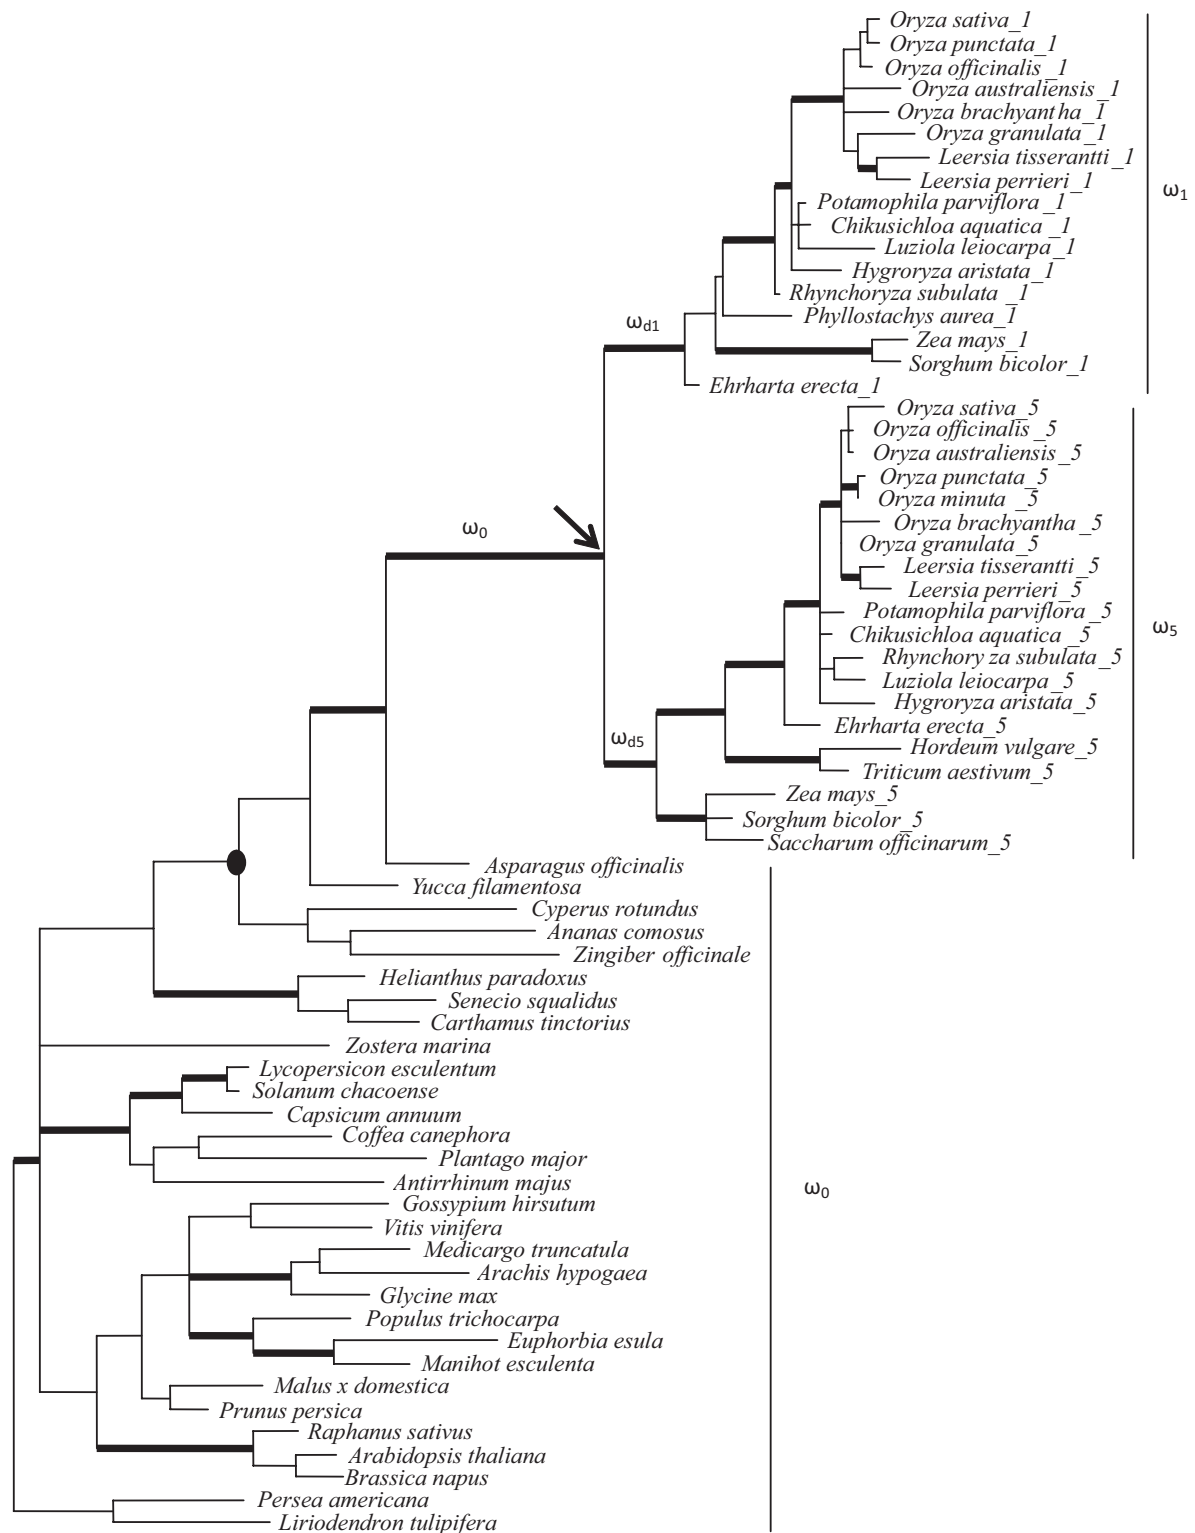 Oryza sativa_1
Oryza punctata_1
Oryza officinalis_1
Oryza australiensis_1
Oryza brachyantha_1
Oryza granulata_1
Leersia tisserantti_1
Leersia perrieri_1
ω1
Potamophila parviflora_1
Chikusichloa aquatica_1
Luziola leiocarpa_1
Hygroryza aristata_1
Rhynchoryza subulata_1
Phyllostachys aurea_1
ωd1
Zea mays_1
Sorghum bicolor_1
Ehrharta erecta_1
Oryza sativa_5
Oryza officinalis_5
Oryza australiensis_5
Oryza punctata_5
Oryza minuta_5
Oryza brachyantha_5
ω0
Oryza granulata_5
Leersia tisserantti_5
Leersia perrieri_5
Potamophila parviflora_5
ω5
Chikusichloa aquatica_5
Rhynchory za subulata_5
Luziola leiocarpa_5
Hygroryza aristata_5
Ehrharta erecta_5
ωd5
Hordeum vulgare_5
Triticum aestivum_5
Zea mays_5
Sorghum bicolor_5
Saccharum officinarum_5
Asparagus officinalis
Yucca filamentosa
Cyperus rotundus
Ananas comosus
Zingiber officinale
Helianthus paradoxus
Senecio squalidus
Carthamus tinctorius
Zostera marina
Lycopersicon esculentum
Solanum chacoense
Capsicum annuum
Coffea canephora
Plantago major
Antirrhinum majus
ω0
Gossypium hirsutum
Vitis vinifera
Medicargo truncatula
Arachis hypogaea
Glycine max
Populus trichocarpa
Euphorbia esula
Manihot esculenta
Malus x domestica
Prunus persica
Raphanus sativus
Arabidopsis thaliana
Brassica napus
Persea americana
Liriodendron tulipifera